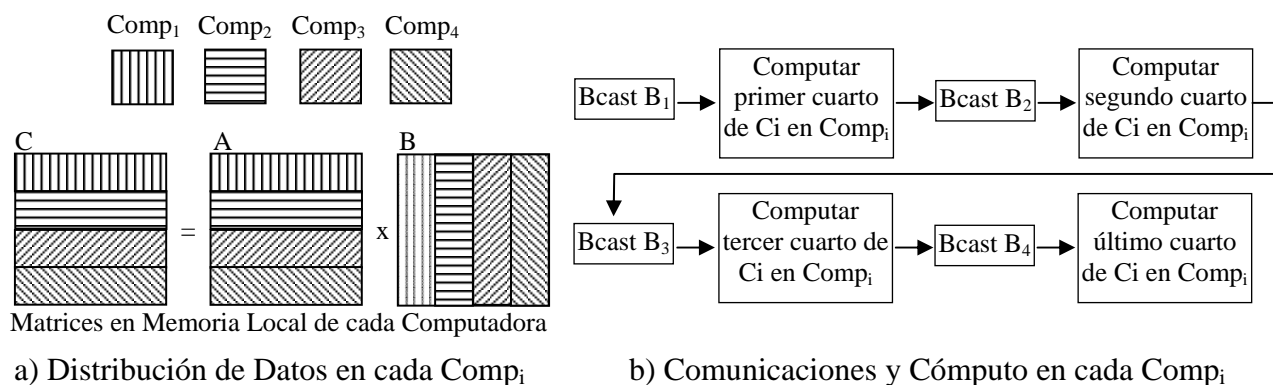 Comp₁ Comp₂ Comp₃ Comp₄
C A B
= x
Matrices en Memoria Local de cada Computadora
a) Distribución de Datos en cada Compᵢ
Bcast B₁
Computar
primer cuarto
de Ci en Compᵢ
Bcast B₂
Computar
segundo cuarto
de Ci en Compᵢ
Bcast B₃
Computar
tercer cuarto de
Ci en Compᵢ
Bcast B₄
Computar
último cuarto
de Ci en Compᵢ
b) Comunicaciones y Cómputo en cada Compᵢ